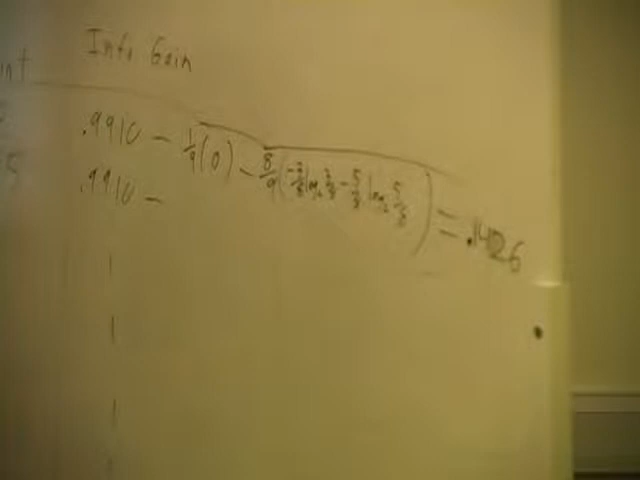 Info Gain
.9910 - 1/9(0) - 8/9(-3/8 log₂ 3/8 - 5/8 log₂ 5/8) = .1426
5
.9910 -